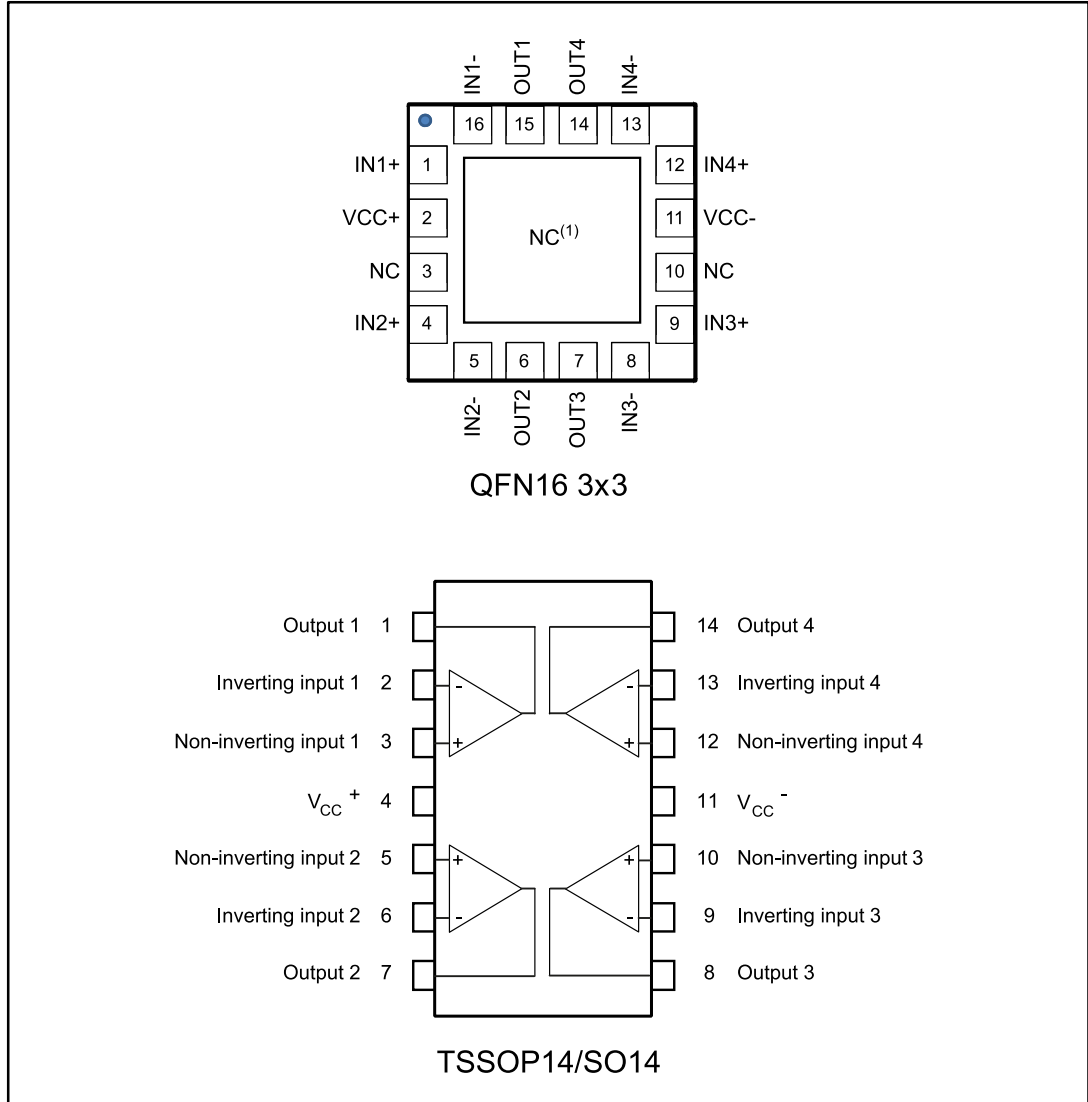 IN1- OUT1 OUT4 IN4-
16 15 14 13
IN1+ 1 12 IN4+
VCC+ 2 11 VCC-
NC(1)
NC 3 10 NC
IN2+ 4 9 IN3+
5 6 7 8
IN2- OUT2 OUT3 IN3-
QFN16 3x3
Output 1 1 14 Output 4
Inverting input 1 2 - - 13 Inverting input 4
Non-inverting input 1 3 + + 12 Non-inverting input 4
VCC + 4 11 VCC -
Non-inverting input 2 5 + + 10 Non-inverting input 3
Inverting input 2 6 - - 9 Inverting input 3
Output 2 7 8 Output 3
TSSOP14/SO14